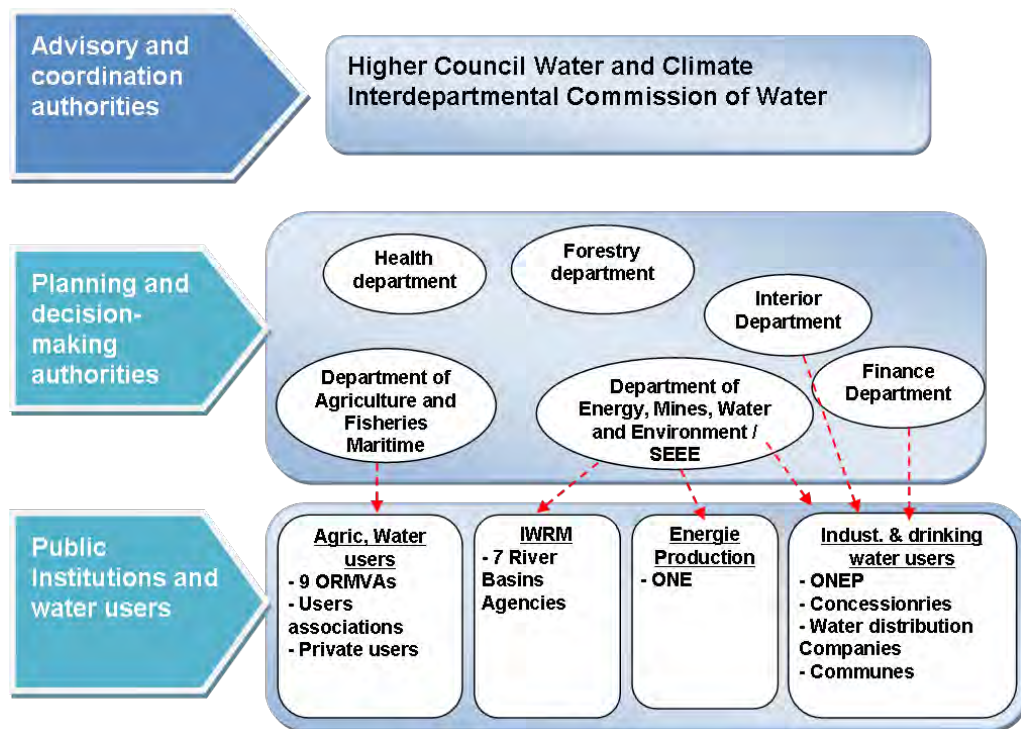 Advisory and
coordination
authorities
Higher Council Water and Climate
Interdepartmental Commission of Water
Planning and
decision-
making
authorities
Health
department
Forestry
department
Interior
Department
Department of
Agriculture and
Fisheries
Maritime
Department of
Energy, Mines, Water
and Environment /
SEEE
Finance
Department
Public
Institutions and
water users
Agric, Water
users
- 9 ORMVAs
- Users
associations
- Private users
IWRM
- 7 River
Basins
Agencies
Energie
Production
- ONE
Indust. & drinking
water users
- ONEP
- Concessionries
- Water distribution
Companies
- Communes